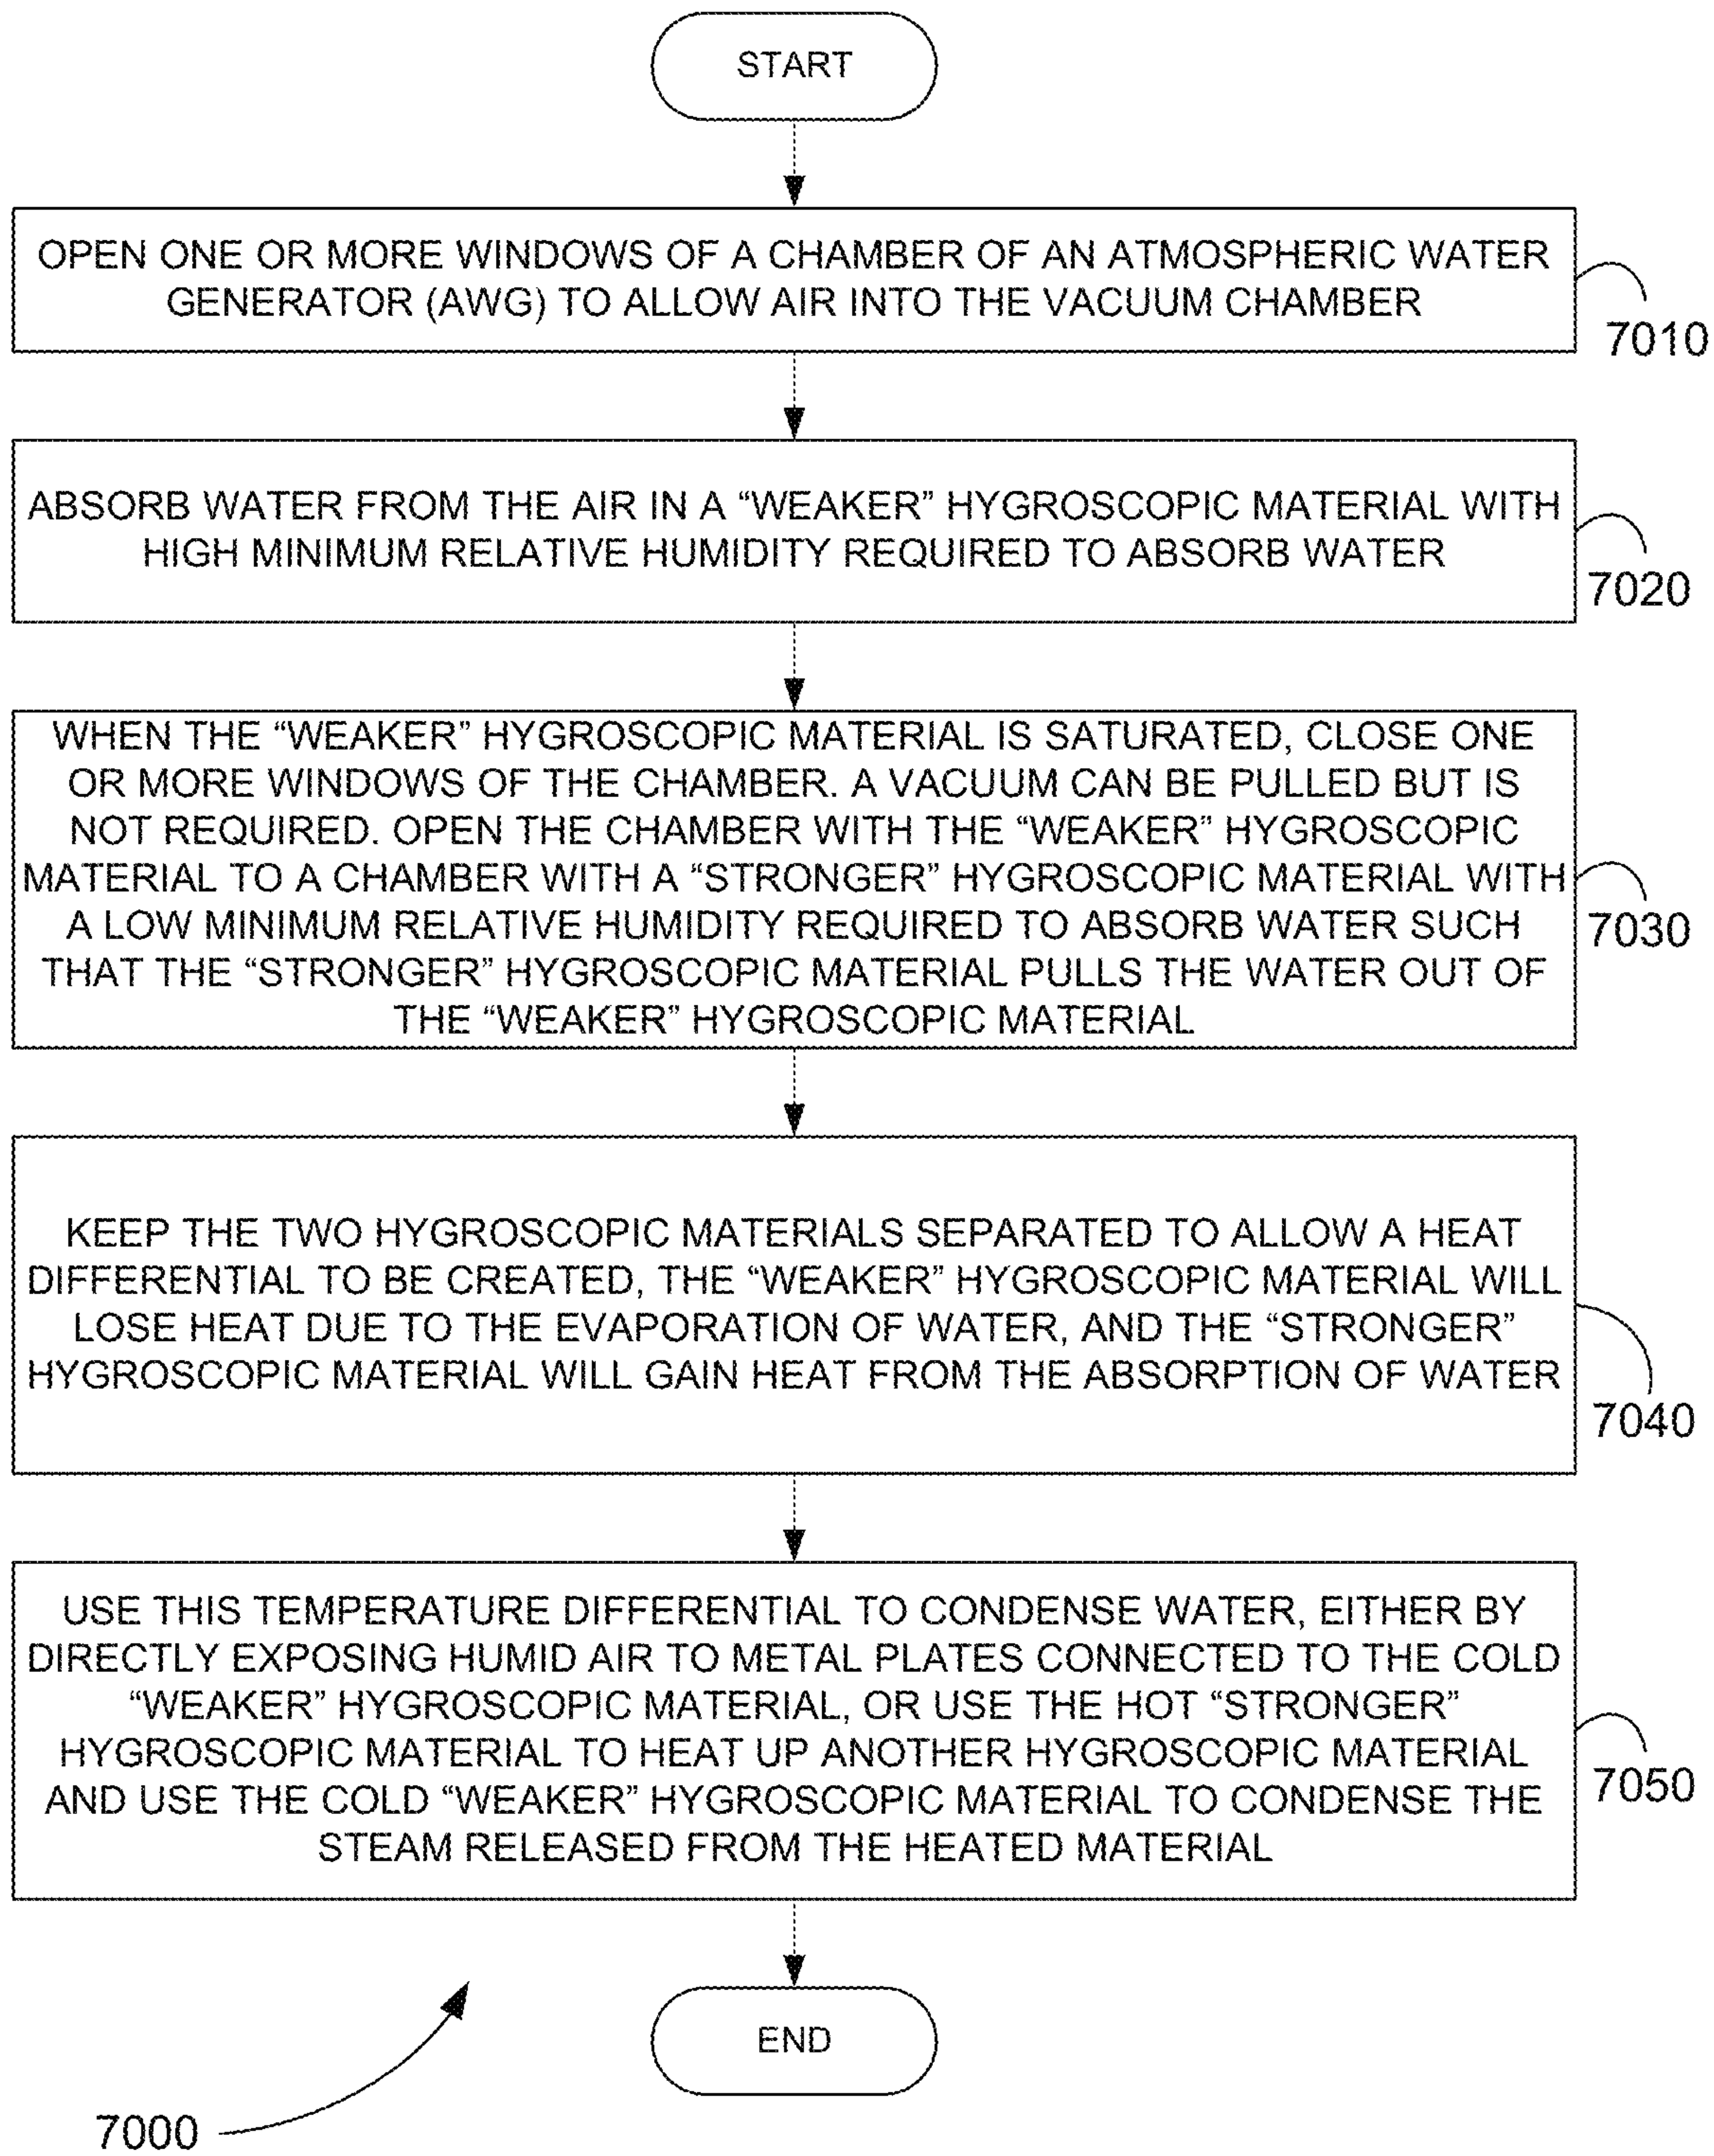 START
OPEN ONE OR MORE WINDOWS OF A CHAMBER OF AN ATMOSPHERIC WATER
GENERATOR (AWG) TO ALLOW AIR INTO THE VACUUM CHAMBER
7010
ABSORB WATER FROM THE AIR IN A “WEAKER” HYGROSCOPIC MATERIAL WITH
HIGH MINIMUM RELATIVE HUMIDITY REQUIRED TO ABSORB WATER
7020
WHEN THE “WEAKER” HYGROSCOPIC MATERIAL IS SATURATED, CLOSE ONE
OR MORE WINDOWS OF THE CHAMBER. A VACUUM CAN BE PULLED BUT IS
NOT REQUIRED. OPEN THE CHAMBER WITH THE “WEAKER” HYGROSCOPIC
MATERIAL TO A CHAMBER WITH A “STRONGER” HYGROSCOPIC MATERIAL WITH
A LOW MINIMUM RELATIVE HUMIDITY REQUIRED TO ABSORB WATER SUCH
THAT THE “STRONGER” HYGROSCOPIC MATERIAL PULLS THE WATER OUT OF
THE “WEAKER” HYGROSCOPIC MATERIAL
7030
KEEP THE TWO HYGROSCOPIC MATERIALS SEPARATED TO ALLOW A HEAT
DIFFERENTIAL TO BE CREATED, THE “WEAKER” HYGROSCOPIC MATERIAL WILL
LOSE HEAT DUE TO THE EVAPORATION OF WATER, AND THE “STRONGER”
HYGROSCOPIC MATERIAL WILL GAIN HEAT FROM THE ABSORPTION OF WATER
7040
USE THIS TEMPERATURE DIFFERENTIAL TO CONDENSE WATER, EITHER BY
DIRECTLY EXPOSING HUMID AIR TO METAL PLATES CONNECTED TO THE COLD
“WEAKER” HYGROSCOPIC MATERIAL, OR USE THE HOT “STRONGER”
HYGROSCOPIC MATERIAL TO HEAT UP ANOTHER HYGROSCOPIC MATERIAL
AND USE THE COLD “WEAKER” HYGROSCOPIC MATERIAL TO CONDENSE THE
STEAM RELEASED FROM THE HEATED MATERIAL
7050
END
7000